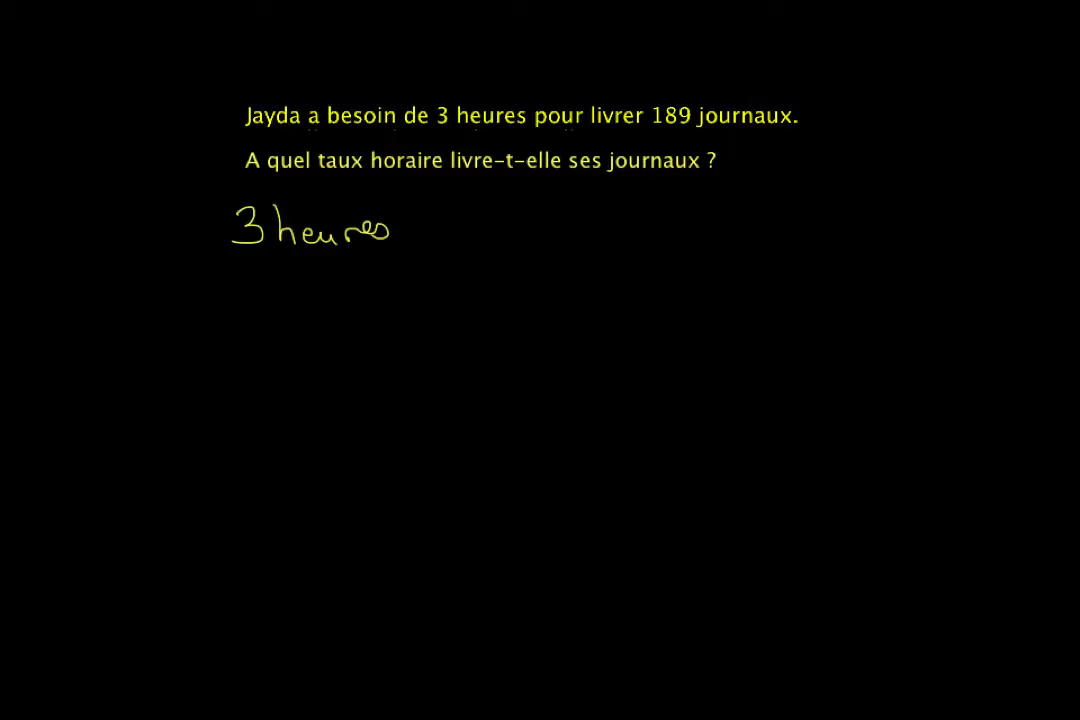 Jayda a besoin de 3 heures pour livrer 189 journaux.
A quel taux horaire livre-t-elle ses journaux ?
3 heures